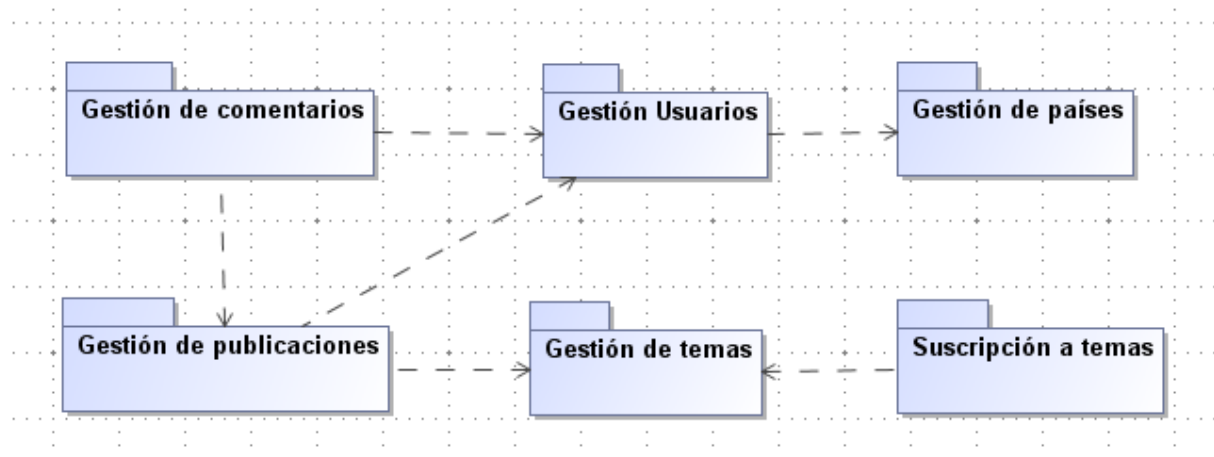 Gestión de comentarios
Gestión Usuarios
Gestión de países
Gestión de publicaciones
Gestión de temas
Suscripción a temas